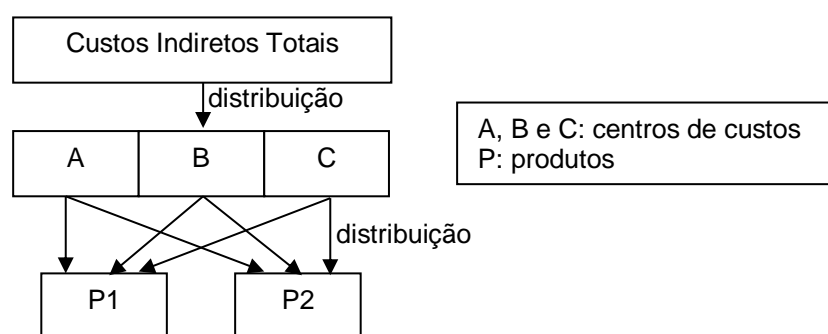 Custos Indiretos Totais
distribuição
A B C
A, B e C: centros de custos
P: produtos
distribuição
P1 P2